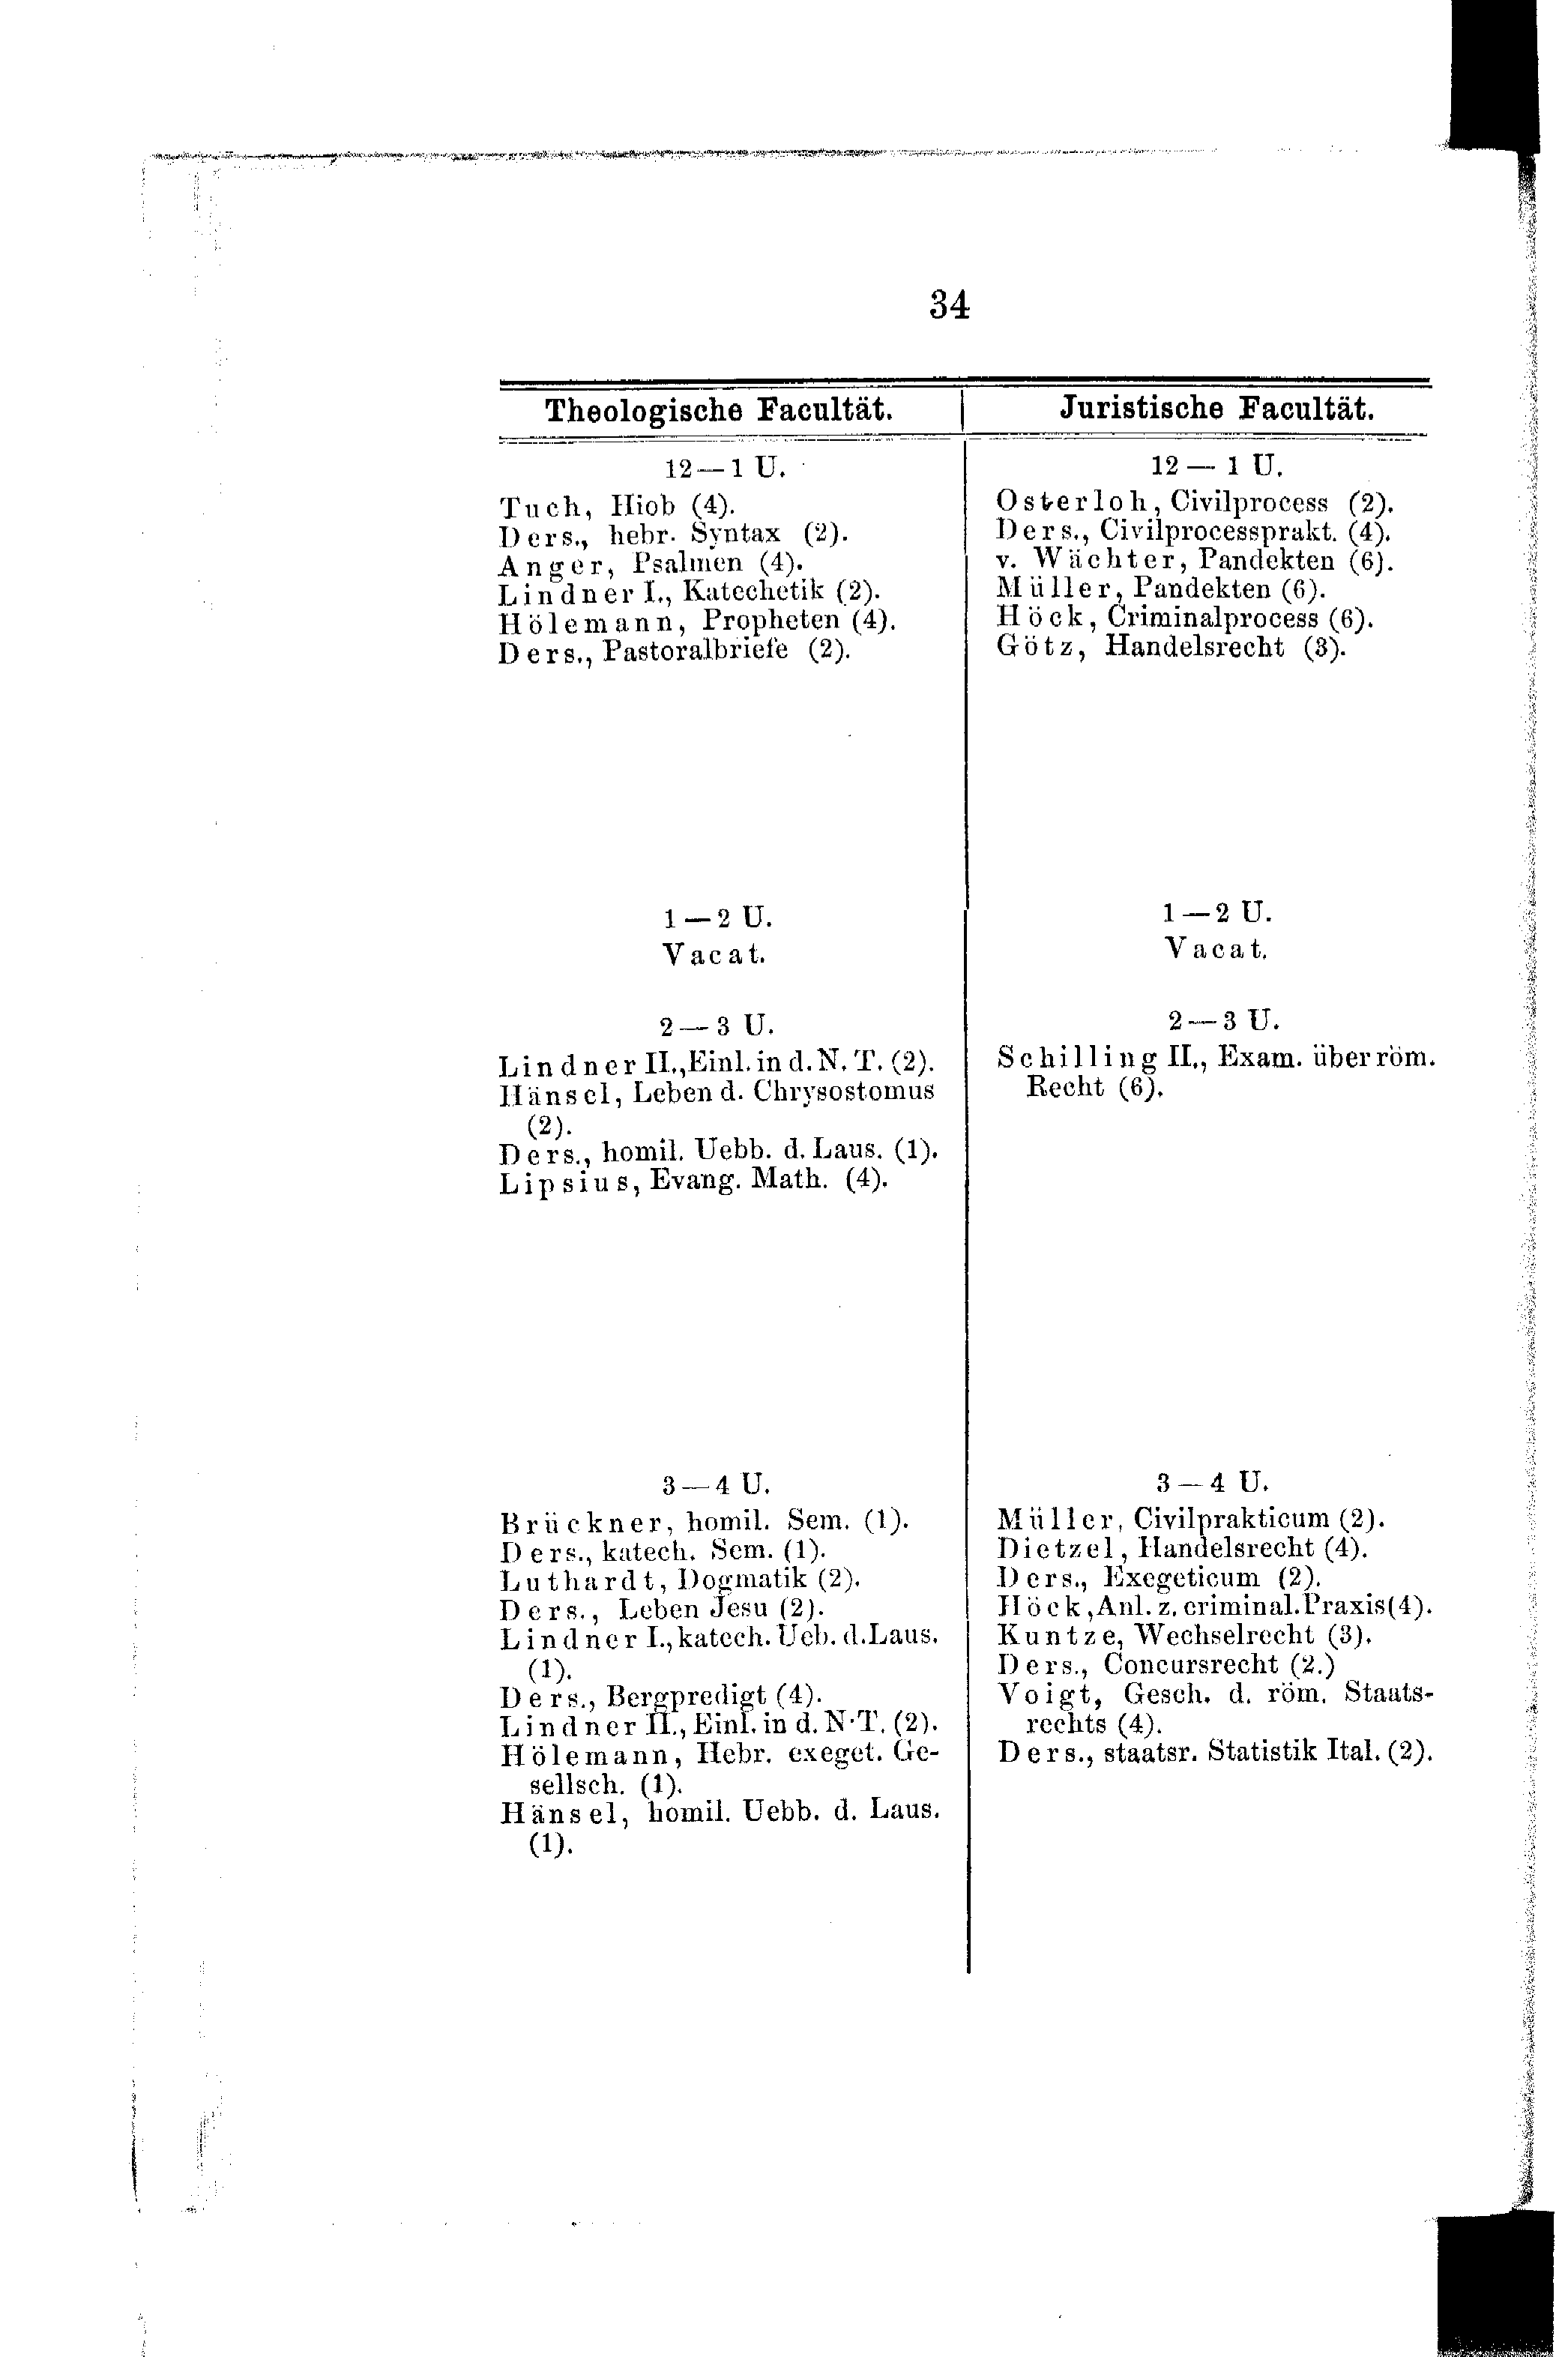 34
Theologische Facultät.
12—1 U.
Tuch, Hiob (4).
Ders., hebr. Syntax (2).
Anger, Psalmen (4).
Lindner I., Katechetik (2).
Hölemann, Propheten (4).
Ders., Pastoralbriefe (2).
1—2 U.
Vacat.
2—3 U.
Lindner II., Einl. in d. N. T. (2).
Hänsel, Leben d. Chrysostomus
(2).
Ders., homil. Uebb. d. Laus. (1).
Lipsius, Evang. Math. (4).
3—4 U.
Brückner, homil. Sem. (1).
Ders., katech. Sem. (1).
Luthardt, Dogmatik (2).
Ders., Leben Jesu (2).
Lindner I., katech. Ueb. d. Laus.
(1).
Ders., Bergpredigt (4).
Lindner II., Einl. in d. N·T. (2).
Hölemann, Hebr. exeget. Ge-
sellsch. (1).
Hänsel, homil. Uebb. d. Laus.
(1).
Juristische Facultät.
12—1 U.
Osterloh, Civilprocess (2).
Ders., Civilprocessprakt. (4).
v. Wächter, Pandekten (6).
Müller, Pandekten (6).
Höck, Criminalprocess (6).
Götz, Handelsrecht (3).
1—2 U.
Vacat.
2—3 U.
Schilling II., Exam. über röm.
Recht (6).
3—4 U.
Müller, Civilprakticum (2).
Dietzel, Handelsrecht (4).
Ders., Exegeticum (2).
Höck, Anl. z. criminal. Praxis (4).
Kuntze, Wechselrecht (3).
Ders., Concursrecht (2.)
Voigt, Gesch. d. röm. Staats-
rechts (4).
Ders., staatsr. Statistik Ital. (2).